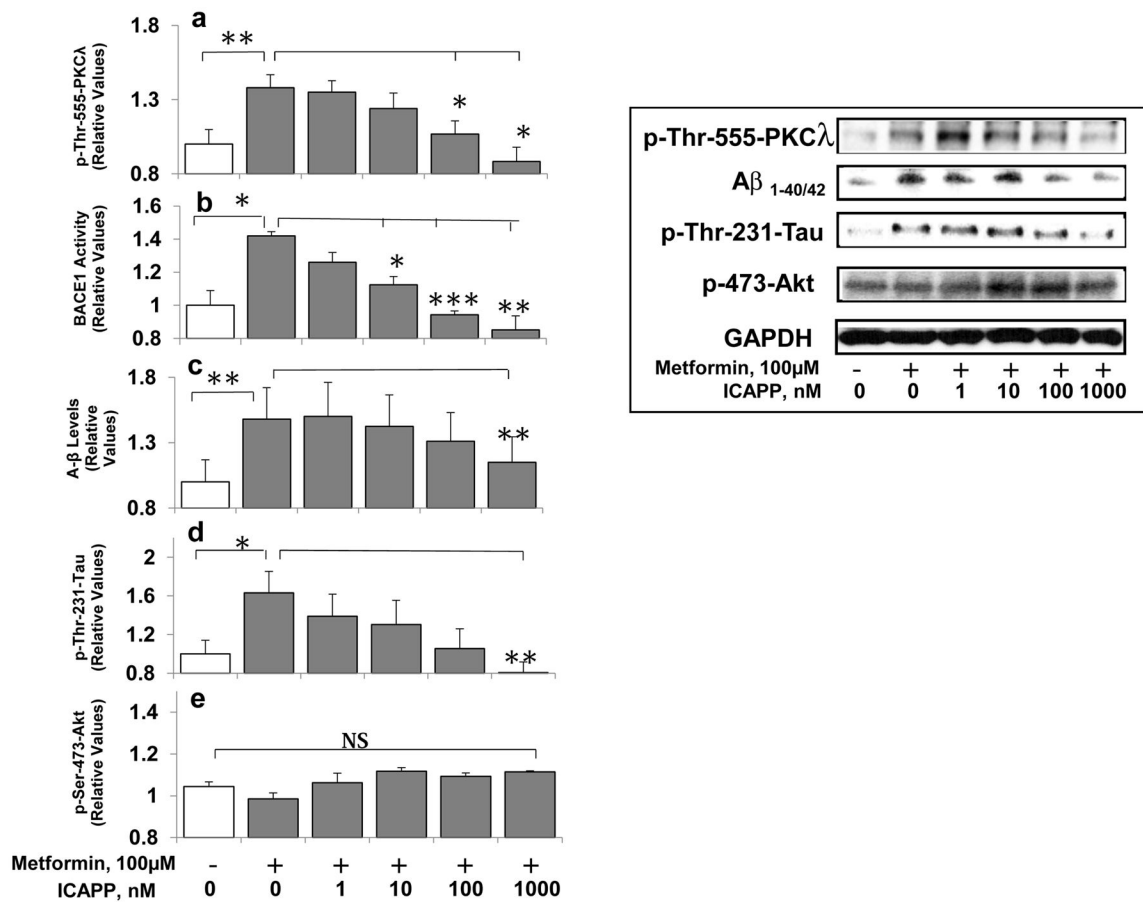 a
p-Thr-555-PKCλ
(Relative Values)
1.8
1.3
0.8
**
*
*
b
BACE1 Activity
(Relative Values)
1.6
1.4
1.2
1
0.8
*
*
***
**
c
A-β Levels
(Relative
Values)
1.8
1.3
0.8
**
**
d
p-Thr-231-Tau
(Relative Values)
2
1.6
1.2
0.8
*
**
e
p-Ser-473-Akt
(Relative Values)
1.4
1.2
1
0.8
NS
Metformin, 100µM - + + + + +
ICAPP, nM 0 0 1 10 100 1000
p-Thr-555-PKCλ
Aβ 1-40/42
p-Thr-231-Tau
p-473-Akt
GAPDH
Metformin, 100µM - + + + + +
ICAPP, nM 0 0 1 10 100 1000